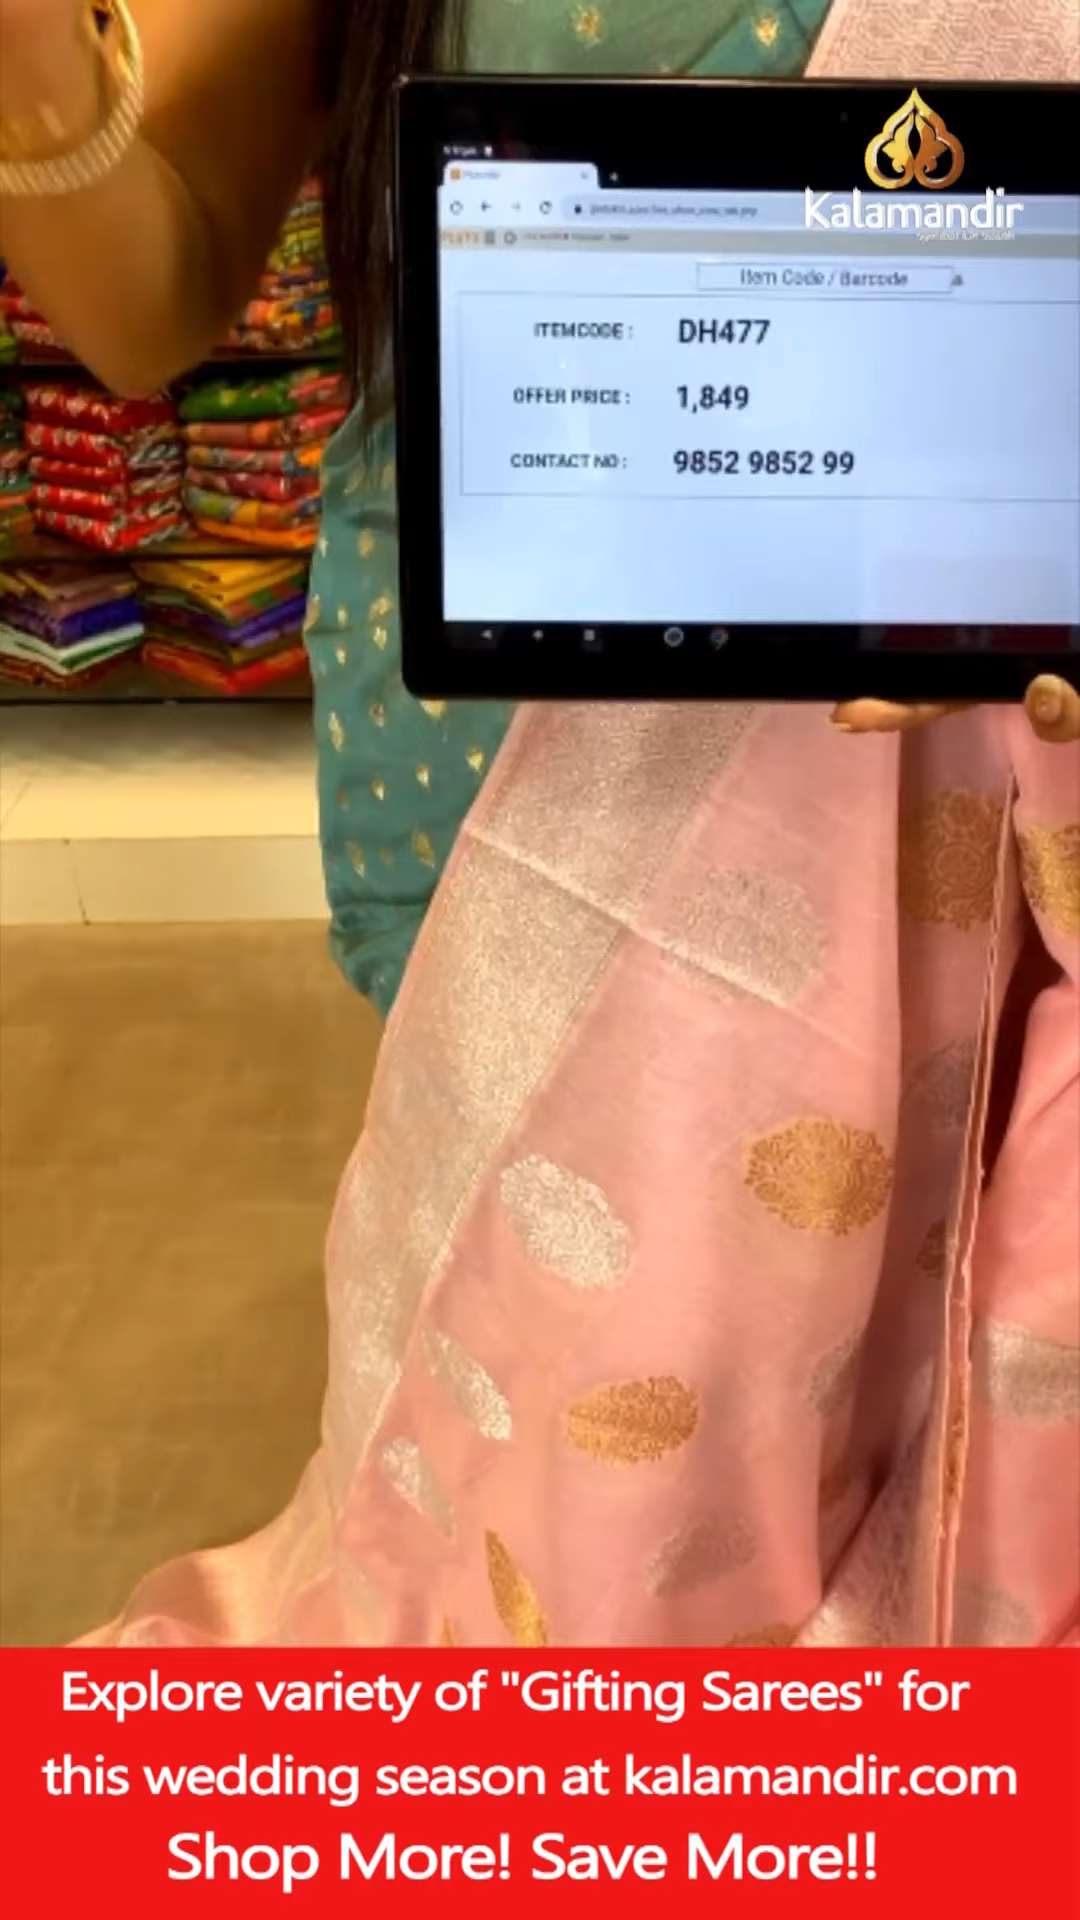 Kalamandir
Item Code / Barcode
ITEMCODE : DH477
OFFER PRICE : 1,849
CONTACT NO : 9852 9852 99
Explore variety of "Gifting Sarees" for
this wedding season at kalamandir.com
Shop More! Save More!!